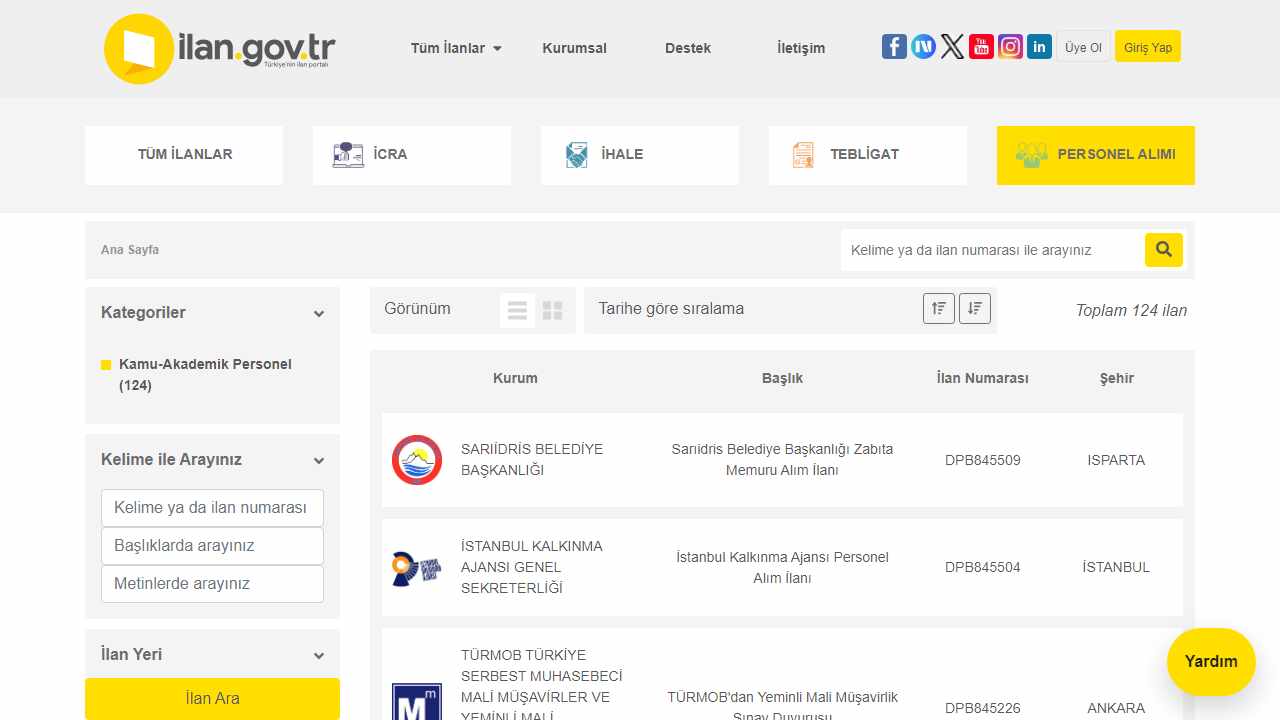 ilan.gov.tr
Türkiye'nin ilan portalı
Tüm İlanlar
Kurumsal
Destek
İletişim
Üye Ol
Giriş Yap
TÜM İLANLAR
İCRA
İHALE
TEBLİGAT
PERSONEL ALIMI
Ana Sayfa
Kelime ya da ilan numarası ile arayınız
Kategoriler
Kamu-Akademik Personel
(124)
Kelime ile Arayınız
Kelime ya da ilan numarası
Başlıklarda arayınız
Metinlerde arayınız
İlan Yeri
İlan Ara
Görünüm
Tarihe göre sıralama
Toplam 124 ilan
Kurum
Başlık
İlan Numarası
Şehir
SARIİDRİS BELEDİYE
BAŞKANLIĞI
Sarıidris Belediye Başkanlığı Zabıta
Memuru Alım İlanı
DPB845509
ISPARTA
İSTANBUL KALKINMA
AJANSI GENEL
SEKRETERLİĞİ
İstanbul Kalkınma Ajansı Personel
Alım İlanı
DPB845504
İSTANBUL
TÜRMOB TÜRKİYE
SERBEST MUHASEBECİ
MALİ MÜŞAVİRLER VE
YEMİNLİ MALİ
TÜRMOB'dan Yeminli Mali Müşavirlik
Sınav Duyurusu
DPB845226
ANKARA
Yardım